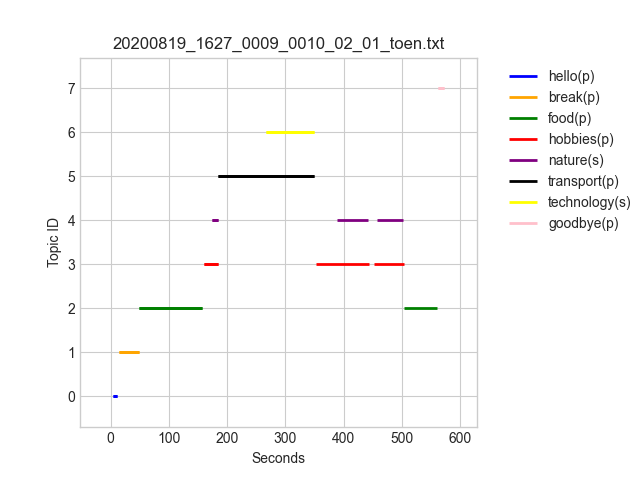 20200819_1627_0009_0010_02_01_toen.txt
7
6
5
4
3
2
1
0
Topic ID
0 100 200 300 400 500 600
Seconds
hello(p)
break(p)
food(p)
hobbies(p)
nature(s)
transport(p)
technology(s)
goodbye(p)